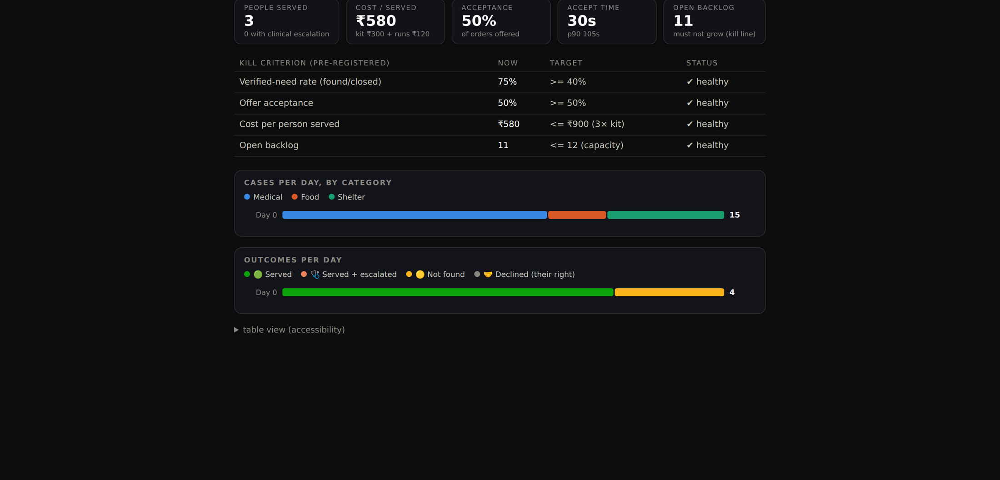 PEOPLE SERVED
3
0 with clinical escalation
COST / SERVED
₹580
kit ₹300 + runs ₹120
ACCEPTANCE
50%
of orders offered
ACCEPT TIME
30s
p90 105s
OPEN BACKLOG
11
must not grow (kill line)
KILL CRITERION (PRE-REGISTERED) NOW TARGET STATUS
Verified-need rate (found/closed) 75% >= 40% ✔ healthy
Offer acceptance 50% >= 50% ✔ healthy
Cost per person served ₹580 <= ₹900 (3× kit) ✔ healthy
Open backlog 11 <= 12 (capacity) ✔ healthy
CASES PER DAY, BY CATEGORY
Medical Food Shelter
Day 0 15
OUTCOMES PER DAY
🟢 Served 🩺 Served + escalated 🟡 Not found 🤝 Declined (their right)
Day 0 4
▶ table view (accessibility)